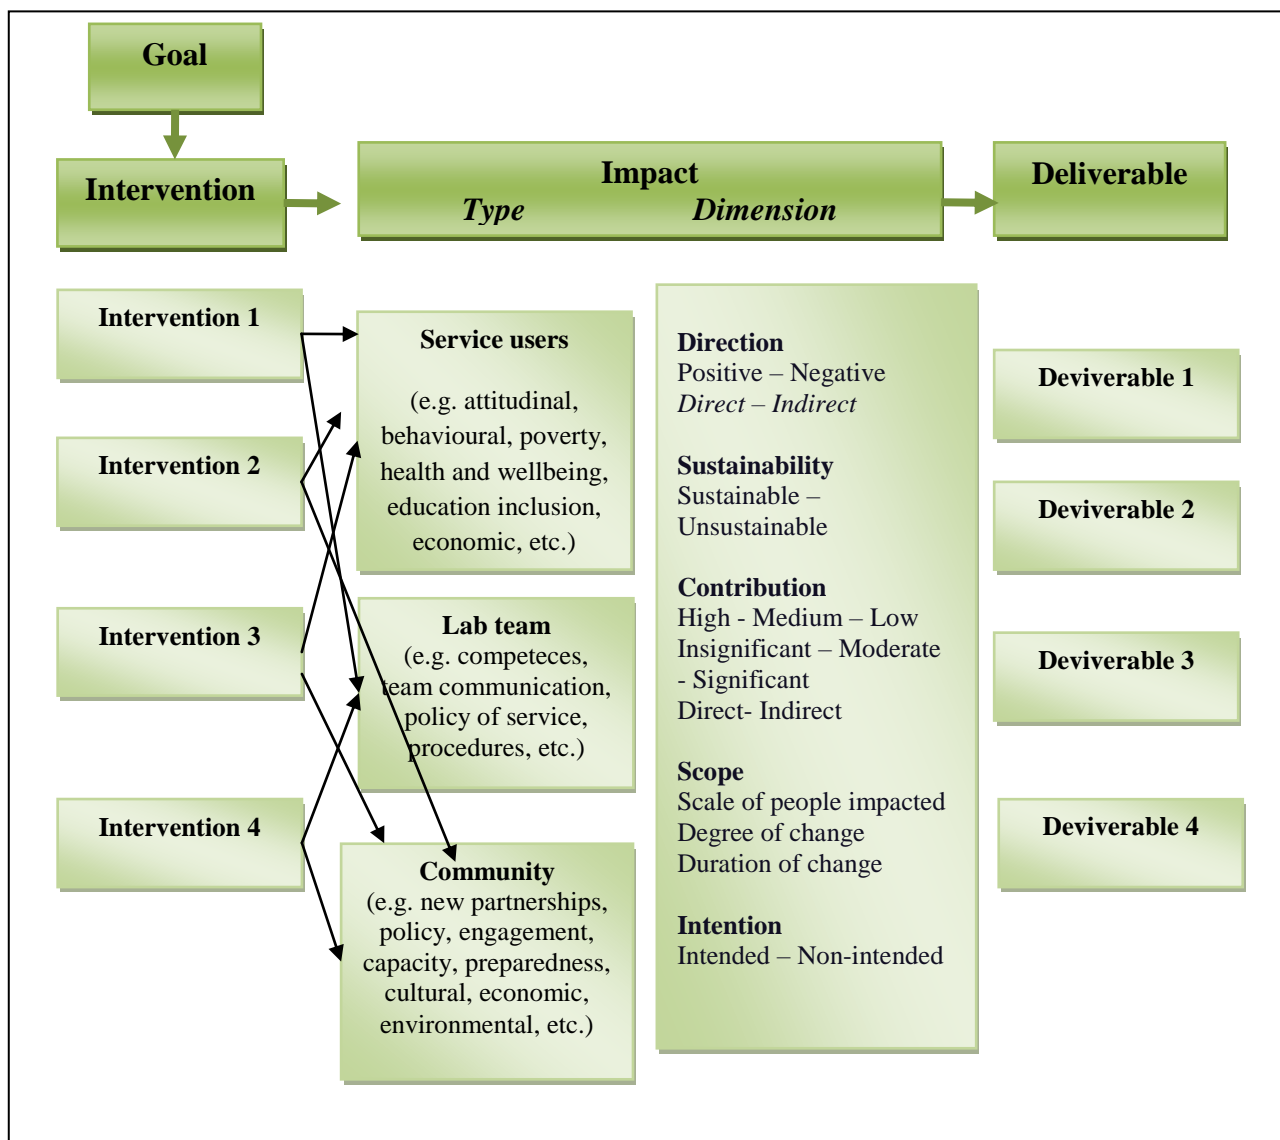 Goal
Intervention
Impact
Type Dimension
Deliverable
Intervention 1
Intervention 2
Intervention 3
Intervention 4
Service users
(e.g. attitudinal,
behavioural, poverty,
health and wellbeing,
education inclusion,
economic, etc.)
Lab team
(e.g. competeces,
team communication,
policy of service,
procedures, etc.)
Community
(e.g. new partnerships,
policy, engagement,
capacity, preparedness,
cultural, economic,
environmental, etc.)
Direction
Positive – Negative
Direct – Indirect
Sustainability
Sustainable –
Unsustainable
Contribution
High - Medium – Low
Insignificant – Moderate
- Significant
Direct- Indirect
Scope
Scale of people impacted
Degree of change
Duration of change
Intention
Intended – Non-intended
Deviverable 1
Deviverable 2
Deviverable 3
Deviverable 4